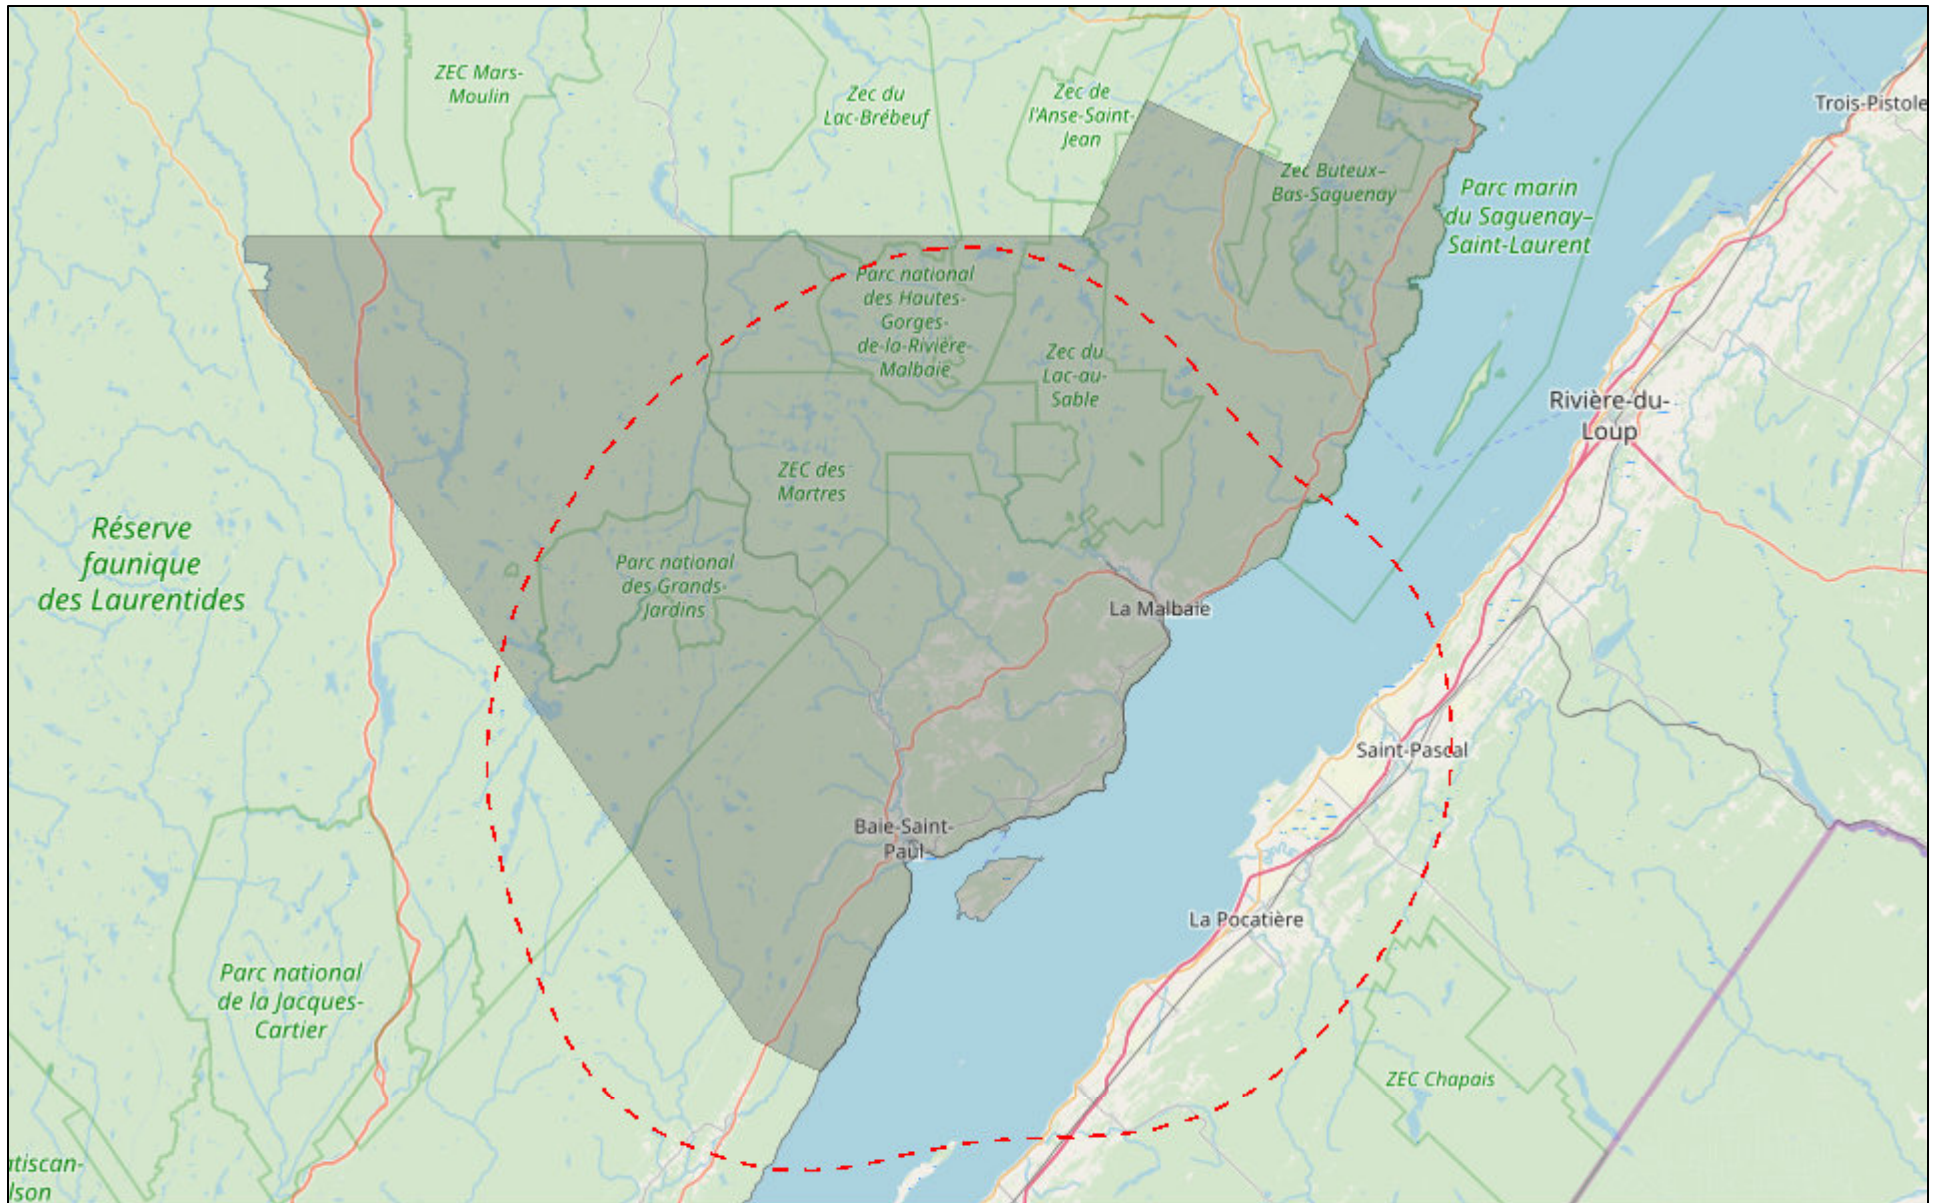 ZEC Mars-
Moulin
Zec du
Lac-Brébeuf
Zec de
l'Anse-Saint-
Jean
Trois-Pistole
Zec Buteux–
Bas-Saguenay
Parc marin
du Saguenay–
Saint-Laurent
Parc national
des Hautes-
Gorges-
de-la-Rivière-
Malbaie
Zec du
Lac-au-
Sable
Rivière-du-
Loup
ZEC des
Martres
Réserve
faunique
des Laurentides
Parc national
des Grands-
Jardins
La Malbaie
Saint-Pascal
Baie-Saint-
Paul
La Pocatière
Parc national
de la Jacques-
Cartier
ZEC Chapais
tiscan-
lson